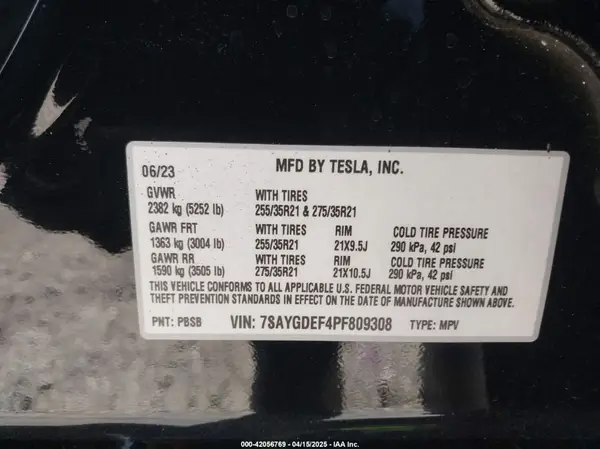 06/23 MFD BY TESLA, INC.
GVWR WITH TIRES
2382 kg (5252 lb) 255/35R21 & 275/35R21
GAWR FRT WITH TIRES RIM COLD TIRE PRESSURE
1363 kg (3004 lb) 255/35R21 21X9.5J 290 kPa, 42 psi
GAWR RR WITH TIRES RIM COLD TIRE PRESSURE
1590 kg (3505 lb) 275/35R21 21X10.5J 290 kPa, 42 psi
THIS VEHICLE CONFORMS TO ALL APPLICABLE U.S. FEDERAL MOTOR VEHICLE SAFETY AND
THEFT PREVENTION STANDARDS IN EFFECT ON THE DATE OF MANUFACTURE SHOWN ABOVE.
PNT: PBSB VIN: 7SAYGDEF4PF809308 TYPE: MPV
000-42056769 - 04/15/2025 - IAA Inc.